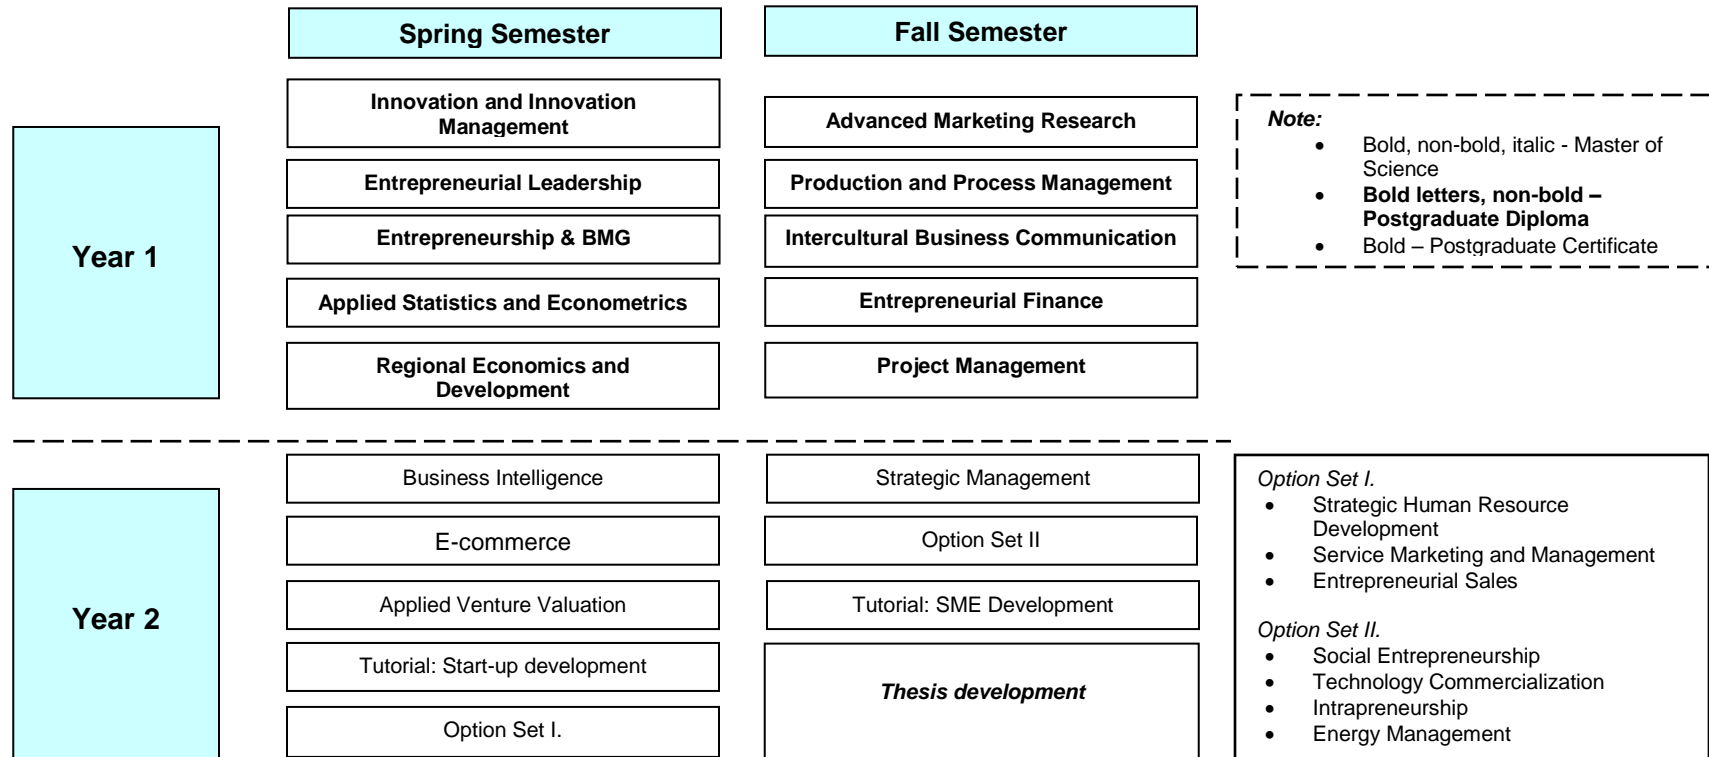 Spring Semester
Fall Semester
Year 1
Innovation and Innovation
Management
Entrepreneurial Leadership
Entrepreneurship & BMG
Applied Statistics and Econometrics
Regional Economics and
Development
Advanced Marketing Research
Production and Process Management
Intercultural Business Communication
Entrepreneurial Finance
Project Management
Note:
• Bold, non-bold, italic - Master of
Science
• Bold letters, non-bold –
Postgraduate Diploma
• Bold – Postgraduate Certificate
Year 2
Business Intelligence
E-commerce
Applied Venture Valuation
Tutorial: Start-up development
Option Set I.
Strategic Management
Option Set II
Tutorial: SME Development
Thesis development
Option Set I.
• Strategic Human Resource
Development
• Service Marketing and Management
• Entrepreneurial Sales
Option Set II.
• Social Entrepreneurship
• Technology Commercialization
• Intrapreneurship
• Energy Management